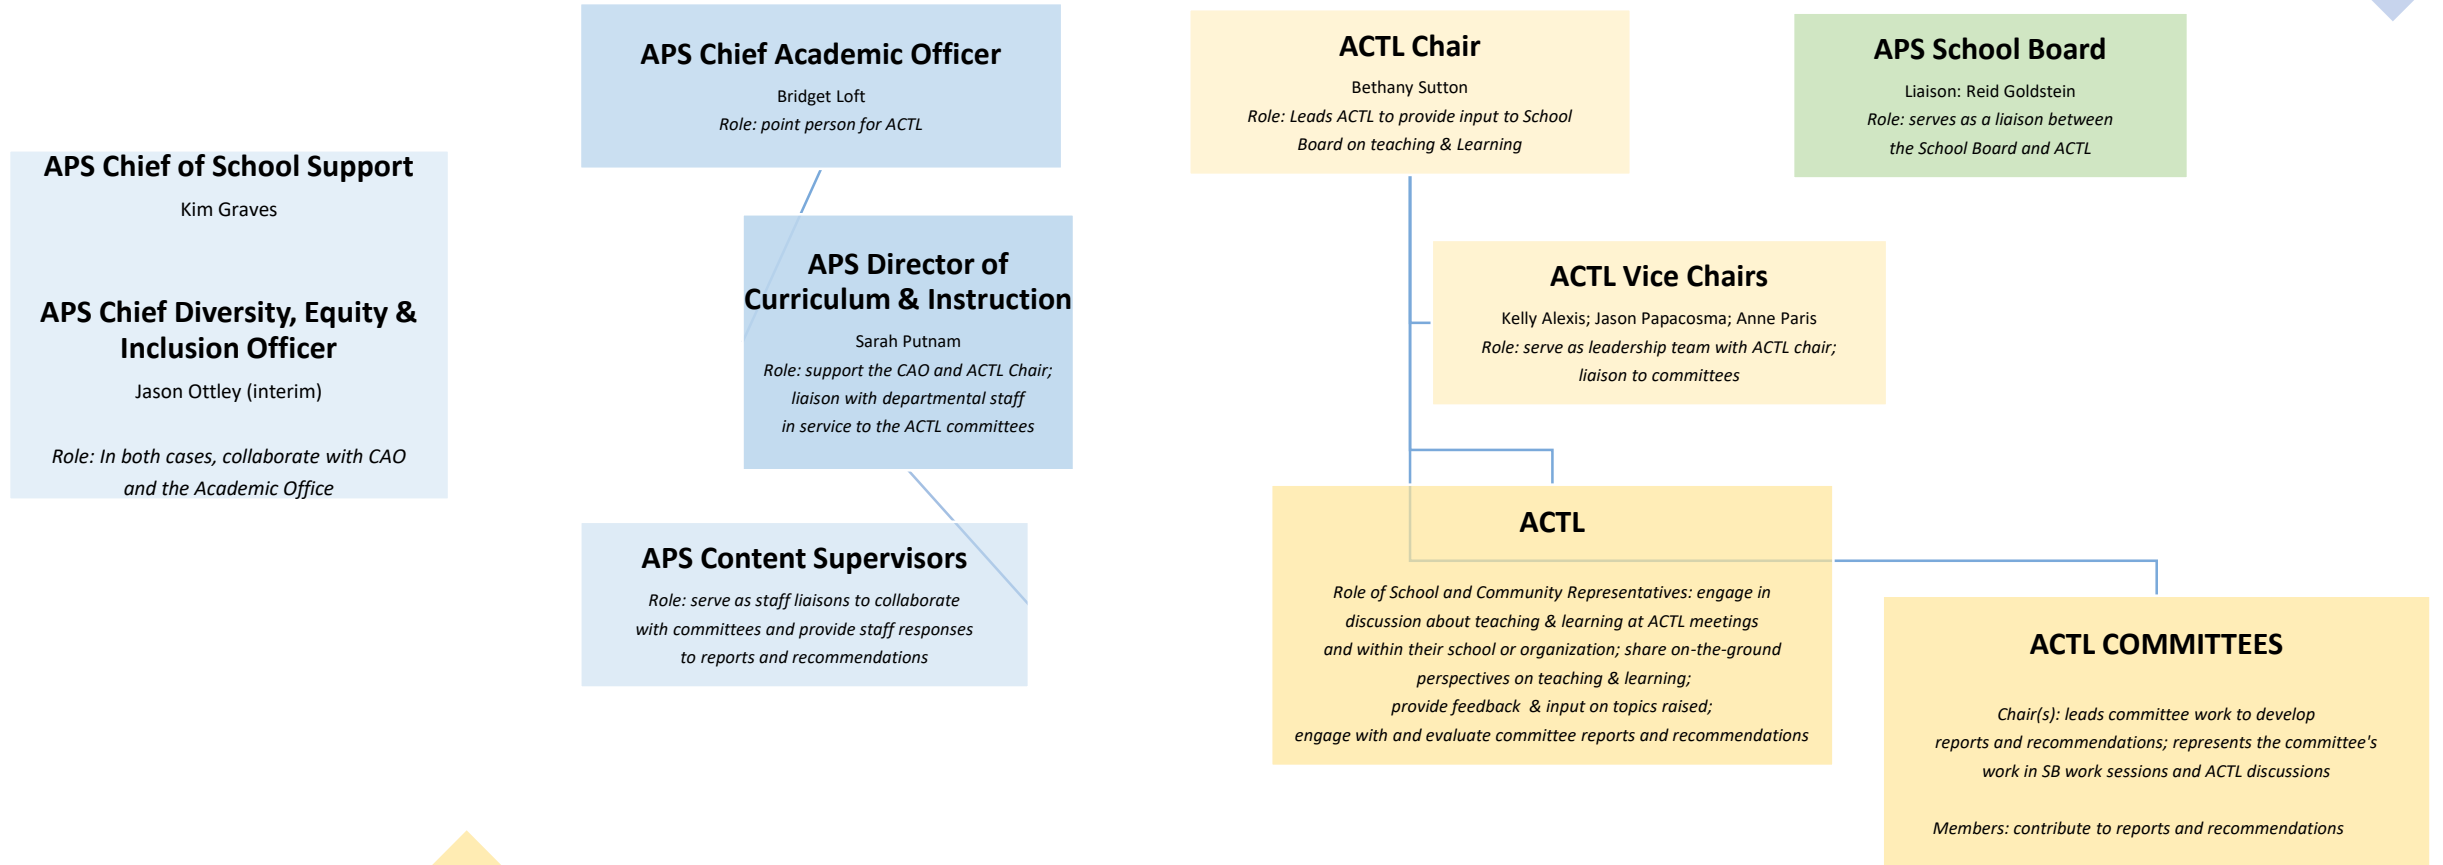 APS Chief of School Support
Kim Graves
APS Chief Diversity, Equity &
Inclusion Officer
Jason Ottley (interim)
Role: In both cases, collaborate with CAO
and the Academic Office
APS Chief Academic Officer
Bridget Loft
Role: point person for ACTL
APS Director of
Curriculum & Instruction
Sarah Putnam
Role: support the CAO and ACTL Chair;
liaison with departmental staff
in service to the ACTL committees
APS Content Supervisors
Role: serve as staff liaisons to collaborate
with committees and provide staff responses
to reports and recommendations
ACTL Chair
Bethany Sutton
Role: Leads ACTL to provide input to School
Board on teaching & Learning
APS School Board
Liaison: Reid Goldstein
Role: serves as a liaison between
the School Board and ACTL
ACTL Vice Chairs
Kelly Alexis; Jason Papacosma; Anne Paris
Role: serve as leadership team with ACTL chair;
liaison to committees
ACTL
Role of School and Community Representatives: engage in
discussion about teaching & learning at ACTL meetings
and within their school or organization; share on-the-ground
perspectives on teaching & learning;
provide feedback & input on topics raised;
engage with and evaluate committee reports and recommendations
ACTL COMMITTEES
Chair(s): leads committee work to develop
reports and recommendations; represents the committee's
work in SB work sessions and ACTL discussions
Members: contribute to reports and recommendations